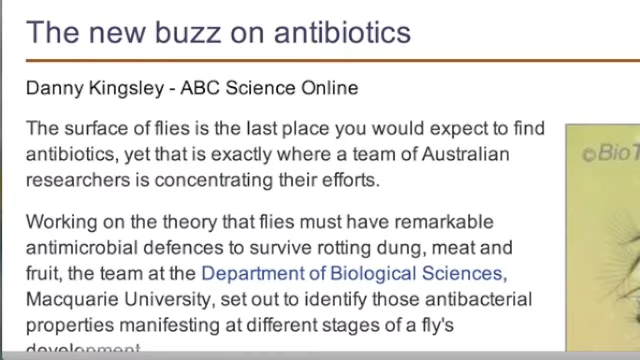 The new buzz on antibiotics
Danny Kingsley - ABC Science Online
The surface of flies is the last place you would expect to find
antibiotics, yet that is exactly where a team of Australian
researchers is concentrating their efforts.
©BioT
Working on the theory that flies must have remarkable
antimicrobial defences to survive rotting dung, meat and
fruit, the team at the Department of Biological Sciences,
Macquarie University, set out to identify those antibacterial
properties manifesting at different stages of a fly's
development.